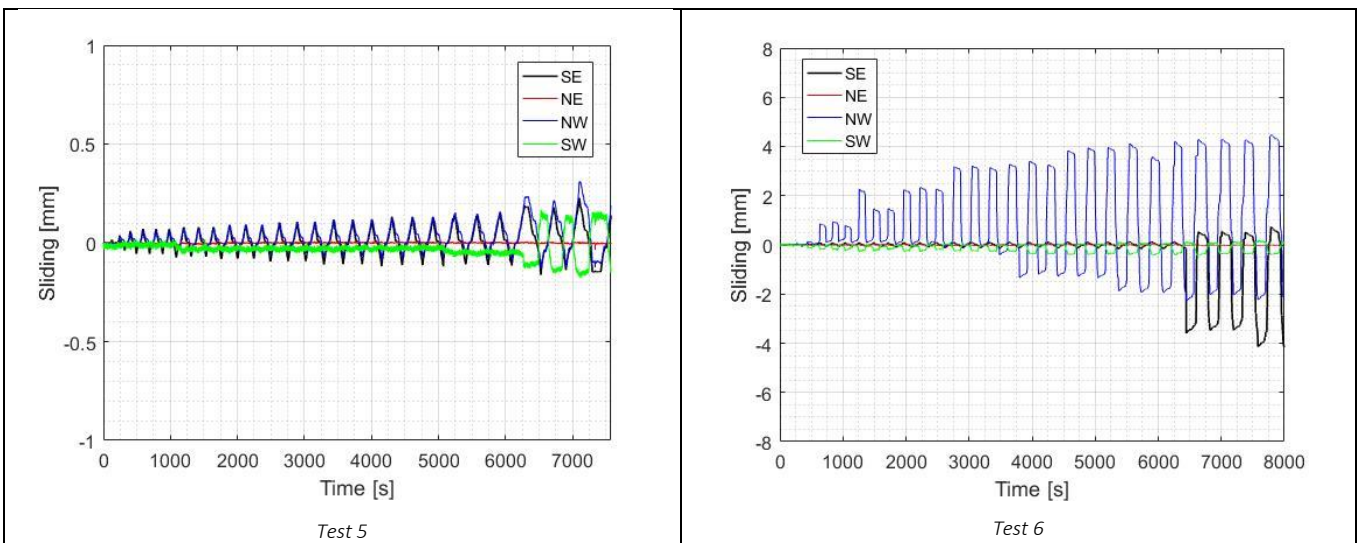 1
0.5
0
-0.5
-1
Sliding [mm]
SE
NE
NW
SW
0 1000 2000 3000 4000 5000 6000 7000
Time [s]
Test 5
8
6
4
2
0
-2
-4
-6
-8
Sliding [mm]
SE
NE
NW
SW
0 1000 2000 3000 4000 5000 6000 7000 8000
Time [s]
Test 6